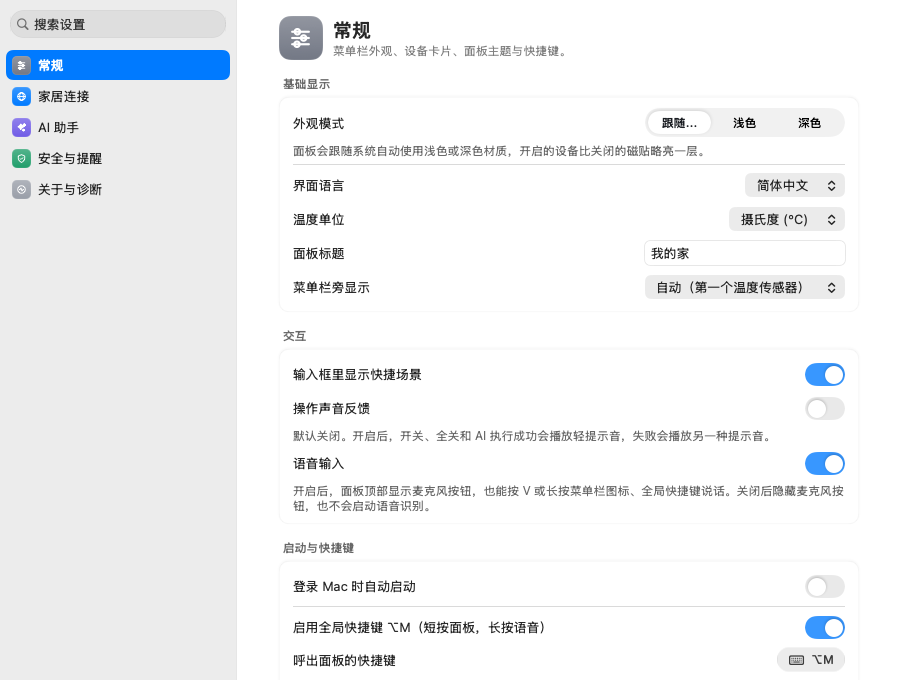 搜索设置
常规
家居连接
AI 助手
安全与提醒
关于与诊断
常规
菜单栏外观、设备卡片、面板主题与快捷键。
基础显示
外观模式
跟随...
浅色
深色
面板会跟随系统自动使用浅色或深色材质，开启的设备比关闭的磁贴略亮一层。
界面语言
简体中文
温度单位
摄氏度 (°C)
面板标题
我的家
菜单栏旁显示
自动（第一个温度传感器）
交互
输入框里显示快捷场景
操作声音反馈
默认关闭。开启后，开关、全关和 AI 执行成功会播放轻提示音，失败会播放另一种提示音。
语音输入
开启后，面板顶部显示麦克风按钮，也能按 V 或长按菜单栏图标、全局快捷键说话。关闭后隐藏麦克风按
钮，也不会启动语音识别。
启动与快捷键
登录 Mac 时自动启动
启用全局快捷键 ⌥M（短按面板，长按语音）
呼出面板的快捷键
⌥M